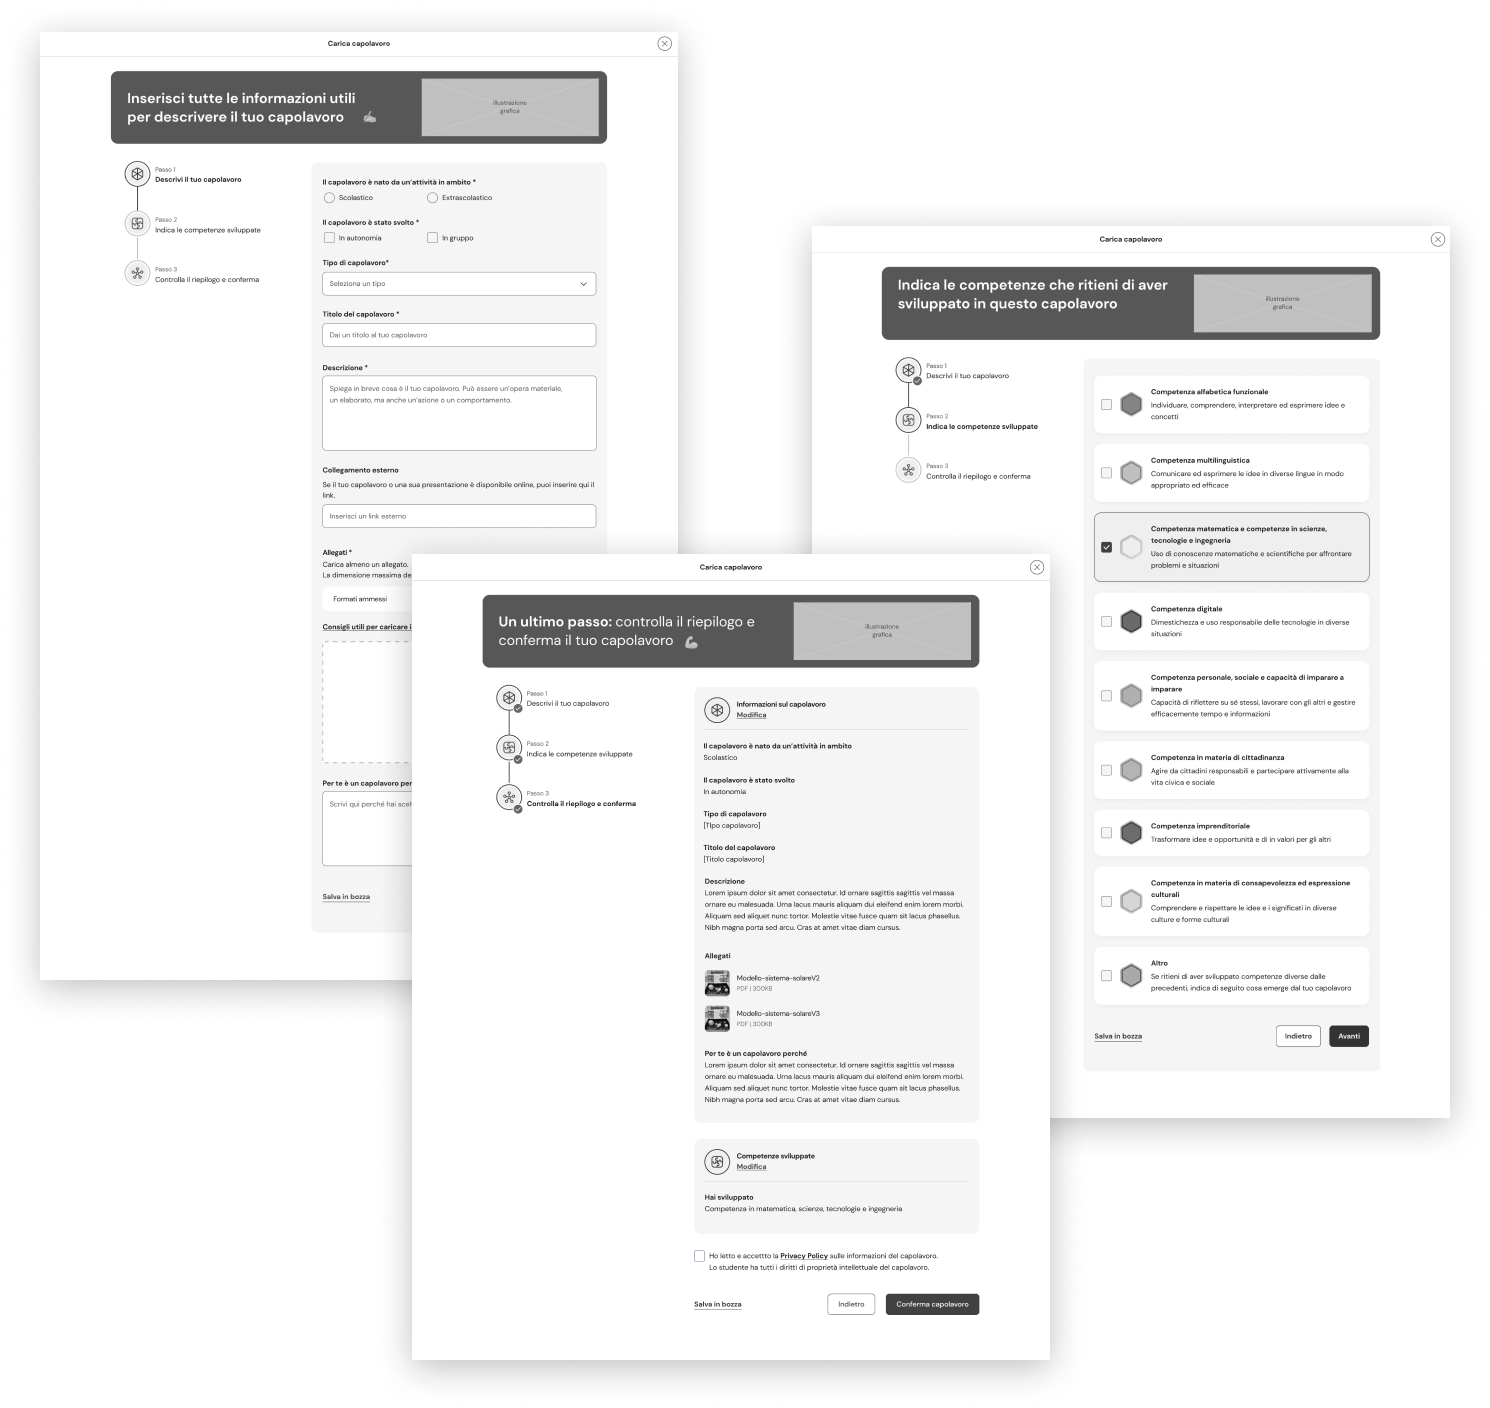 Carica capolavoro
Inserisci tutte le informazioni utili
per descrivere il tuo capolavoro
illustrazione
grafica
Passo 1
Descrivi il tuo capolavoro
Passo 2
Indica le competenze sviluppate
Passo 3
Controlla il riepilogo e conferma
Il capolavoro è nato da un'attività in ambito *
Scolastico
Extrascolastico
Il capolavoro è stato svolto *
In autonomia
In gruppo
Tipo di capolavoro*
Seleziona un tipo
Titolo del capolavoro *
Dai un titolo al tuo capolavoro
Descrizione *
Spiega in breve cosa è il tuo capolavoro. Può essere un'opera materiale,
un elaborato, ma anche un'azione o un comportamento.
Collegamento esterno
Se il tuo capolavoro o una sua presentazione è disponibile online, puoi inserire qui il
link.
Inserisci un link esterno
Allegati *
Carica almeno un allegato.
La dimensione massima de
Formati ammessi
Consigli utili per caricare i
Per te è un capolavoro per
Scrivi qui perché hai scel
Salva in bozza
Carica capolavoro
Un ultimo passo: controlla il riepilogo e
conferma il tuo capolavoro
illustrazione
grafica
Passo 1
Descrivi il tuo capolavoro
Passo 2
Indica le competenze sviluppate
Passo 3
Controlla il riepilogo e conferma
Informazioni sul capolavoro
Modifica
Il capolavoro è nato da un'attività in ambito
Scolastico
Il capolavoro è stato svolto
In autonomia
Tipo di capolavoro
[Tipo capolavoro]
Titolo del capolavoro
[Titolo capolavoro]
Descrizione
Lorem ipsum dolor sit amet consectetur. Id ornare sagittis sagittis vel massa
ornare eu malesuada. Urna lacus mauris aliquam dui eleifend enim lorem morbi.
Aliquam sed aliquet nunc tortor. Molestie vitae fusce quam sit lacus phasellus.
Nibh magna porta sed arcu. Cras at amet vitae diam cursus.
Allegati
Modello-sistema-solareV2
PDF | 300KB
Modello-sistema-solareV3
PDF | 300KB
Per te è un capolavoro perché
Lorem ipsum dolor sit amet consectetur. Id ornare sagittis sagittis vel massa
ornare eu malesuada. Urna lacus mauris aliquam dui eleifend enim lorem morbi.
Aliquam sed aliquet nunc tortor. Molestie vitae fusce quam sit lacus phasellus.
Nibh magna porta sed arcu. Cras at amet vitae diam cursus.
Competenze sviluppate
Modifica
Hai sviluppato
Competenza in matematica, scienze, tecnologie e ingegneria
Ho letto e accettto la Privacy Policy sulle informazioni del capolavoro.
Lo studente ha tutti i diritti di proprietà intellettuale del capolavoro.
Salva in bozza
Indietro
Conferma capolavoro
Carica capolavoro
Indica le competenze che ritieni di aver
sviluppato in questo capolavoro
illustrazione
grafica
Passo 1
Descrivi il tuo capolavoro
Passo 2
Indica le competenze sviluppate
Passo 3
Controlla il riepilogo e conferma
Competenza alfabetica funzionale
Individuare, comprendere, interpretare ed esprimere idee e
concetti
Competenza multilinguistica
Comunicare ed esprimere le idee in diverse lingue in modo
appropriato ed efficace
Competenza matematica e competenze in scienze,
tecnologie e ingegneria
Uso di conoscenze matematiche e scientifiche per affrontare
problemi e situazioni
Competenza digitale
Dimestichezza e uso responsabile delle tecnologie in diverse
situazioni
Competenza personale, sociale e capacità di imparare a
imparare
Capacità di riflettere su sé stessi, lavorare con gli altri e gestire
efficacemente tempo e informazioni
Competenza in materia di cittadinanza
Agire da cittadini responsabili e partecipare attivamente alla
vita civica e sociale
Competenza imprenditoriale
Trasformare idee e opportunità e di in valori per gli altri
Competenza in materia di consapevolezza ed espressione
culturali
Comprendere e rispettare le idee e i significati in diverse
culture e forme culturali
Altro
Se ritieni di aver sviluppato competenze diverse dalle
precedenti, indica di seguito cosa emerge dal tuo capolavoro
Salva in bozza
Indietro
Avanti